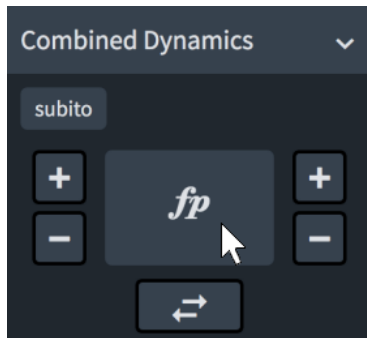 Combined Dynamics
subito
+ fp +
− −